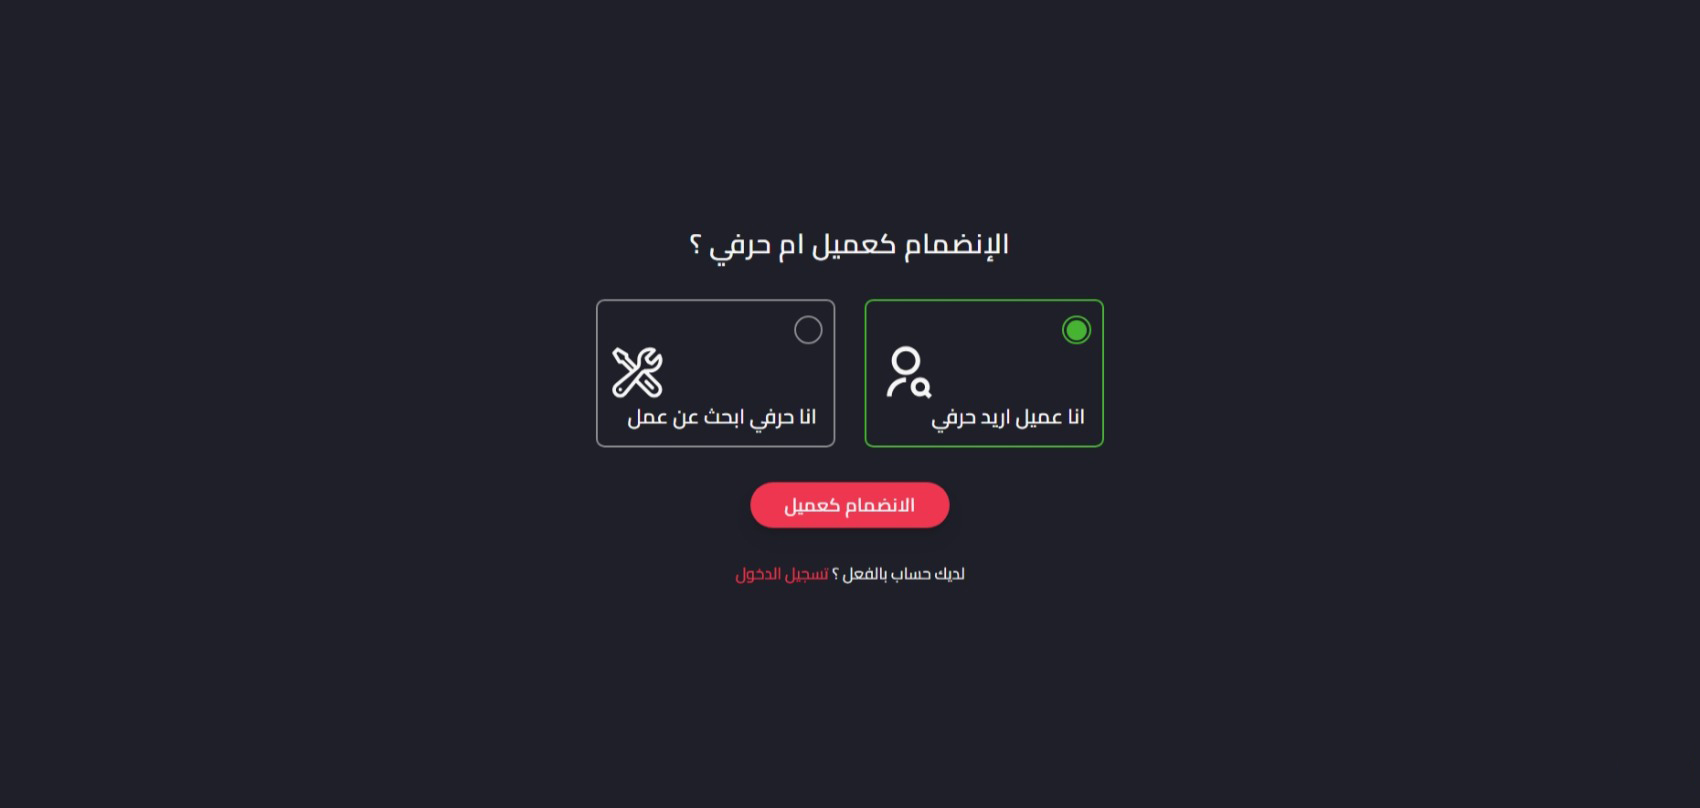 الإنضمام كعميل ام حرفي ؟
انا عميل اريد حرفي
انا حرفي ابحث عن عمل
الانضمام كعميل
لديك حساب بالفعل ؟ تسجيل الدخول